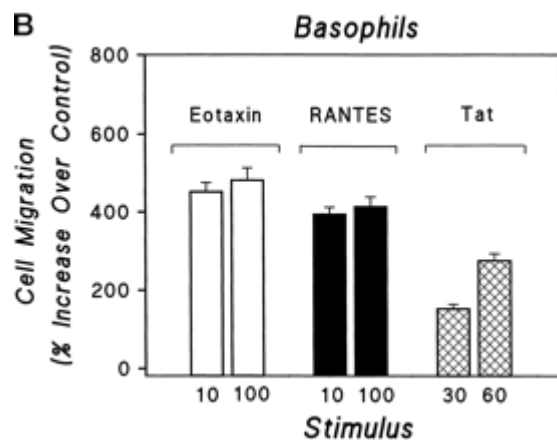 B
Basophils
Cell Migration
(% Increase Over Control)
800
600
400
200
0
Eotaxin RANTES Tat
10 100 10 100 30 60
Stimulus